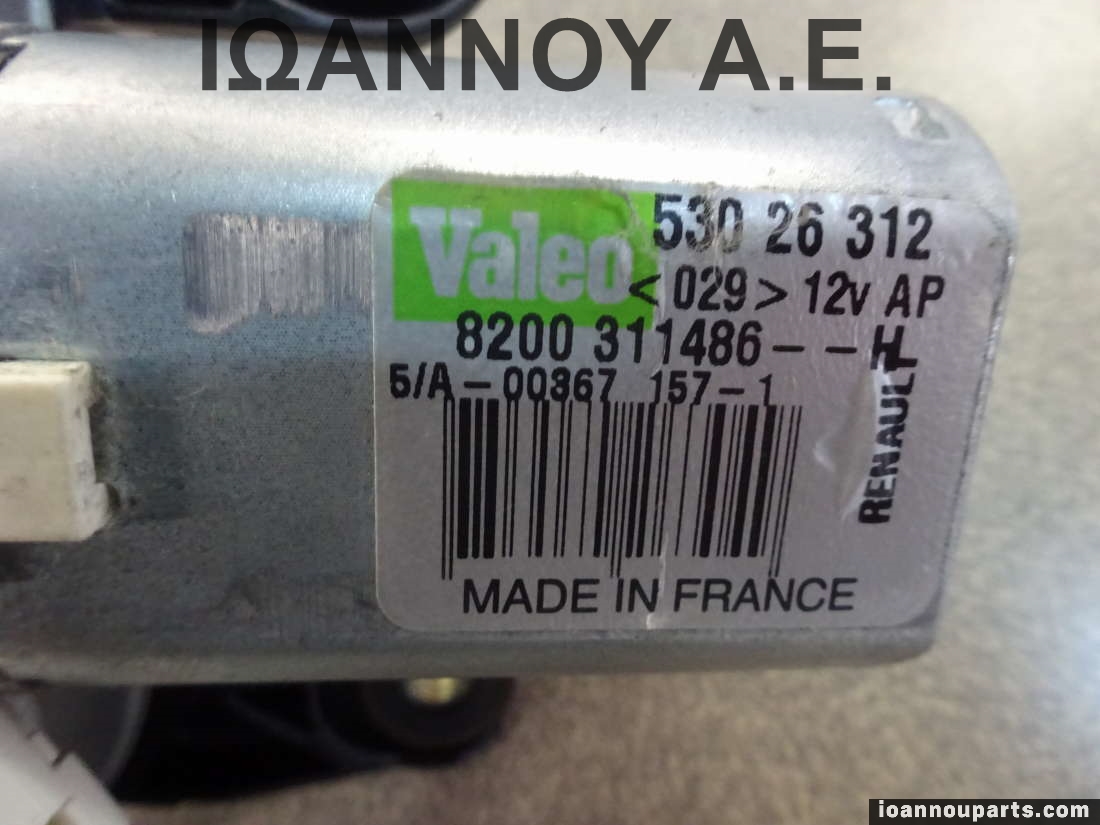 ΙΩΑΝΝΟΥ Α.Ε.
Valeo 530 26 312
<029> 12v AP
8200 311486--H
5/A-00367 157-1
RENAULT
MADE IN FRANCE
ioannouparts.com